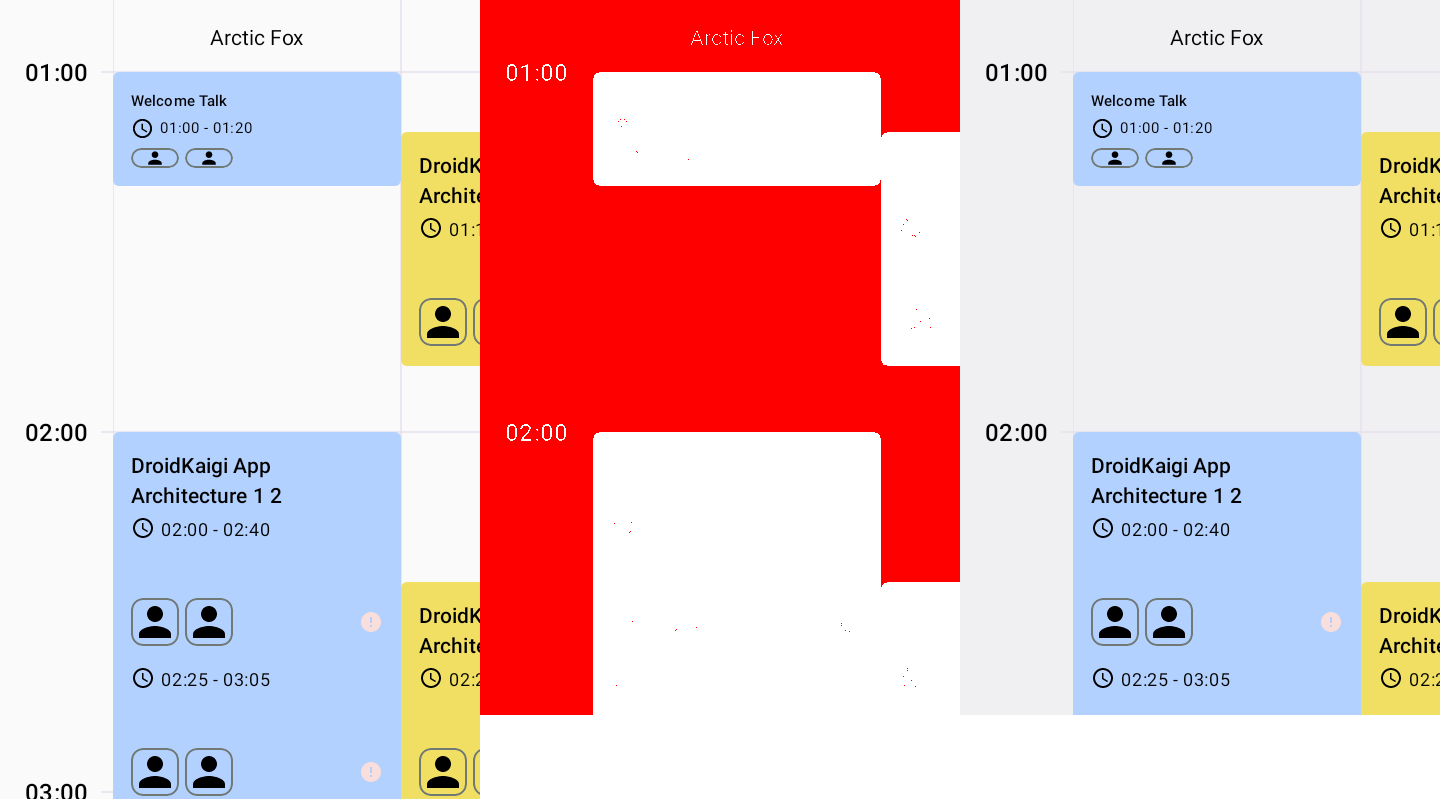 Arctic Fox
01:00
Welcome Talk
01:00 - 01:20
DroidK
Archite
01:1
02:00
DroidKaigi App
Architecture 1 2
02:00 - 02:40
!
DroidK
Archite
02:25 - 03:05
02:2
!
03:00
Arctic Fox
01:00
02:00
Arctic Fox
01:00
Welcome Talk
01:00 - 01:20
DroidK
Archite
01:1
02:00
DroidKaigi App
Architecture 1 2
02:00 - 02:40
!
DroidK
Archite
02:25 - 03:05
02:2